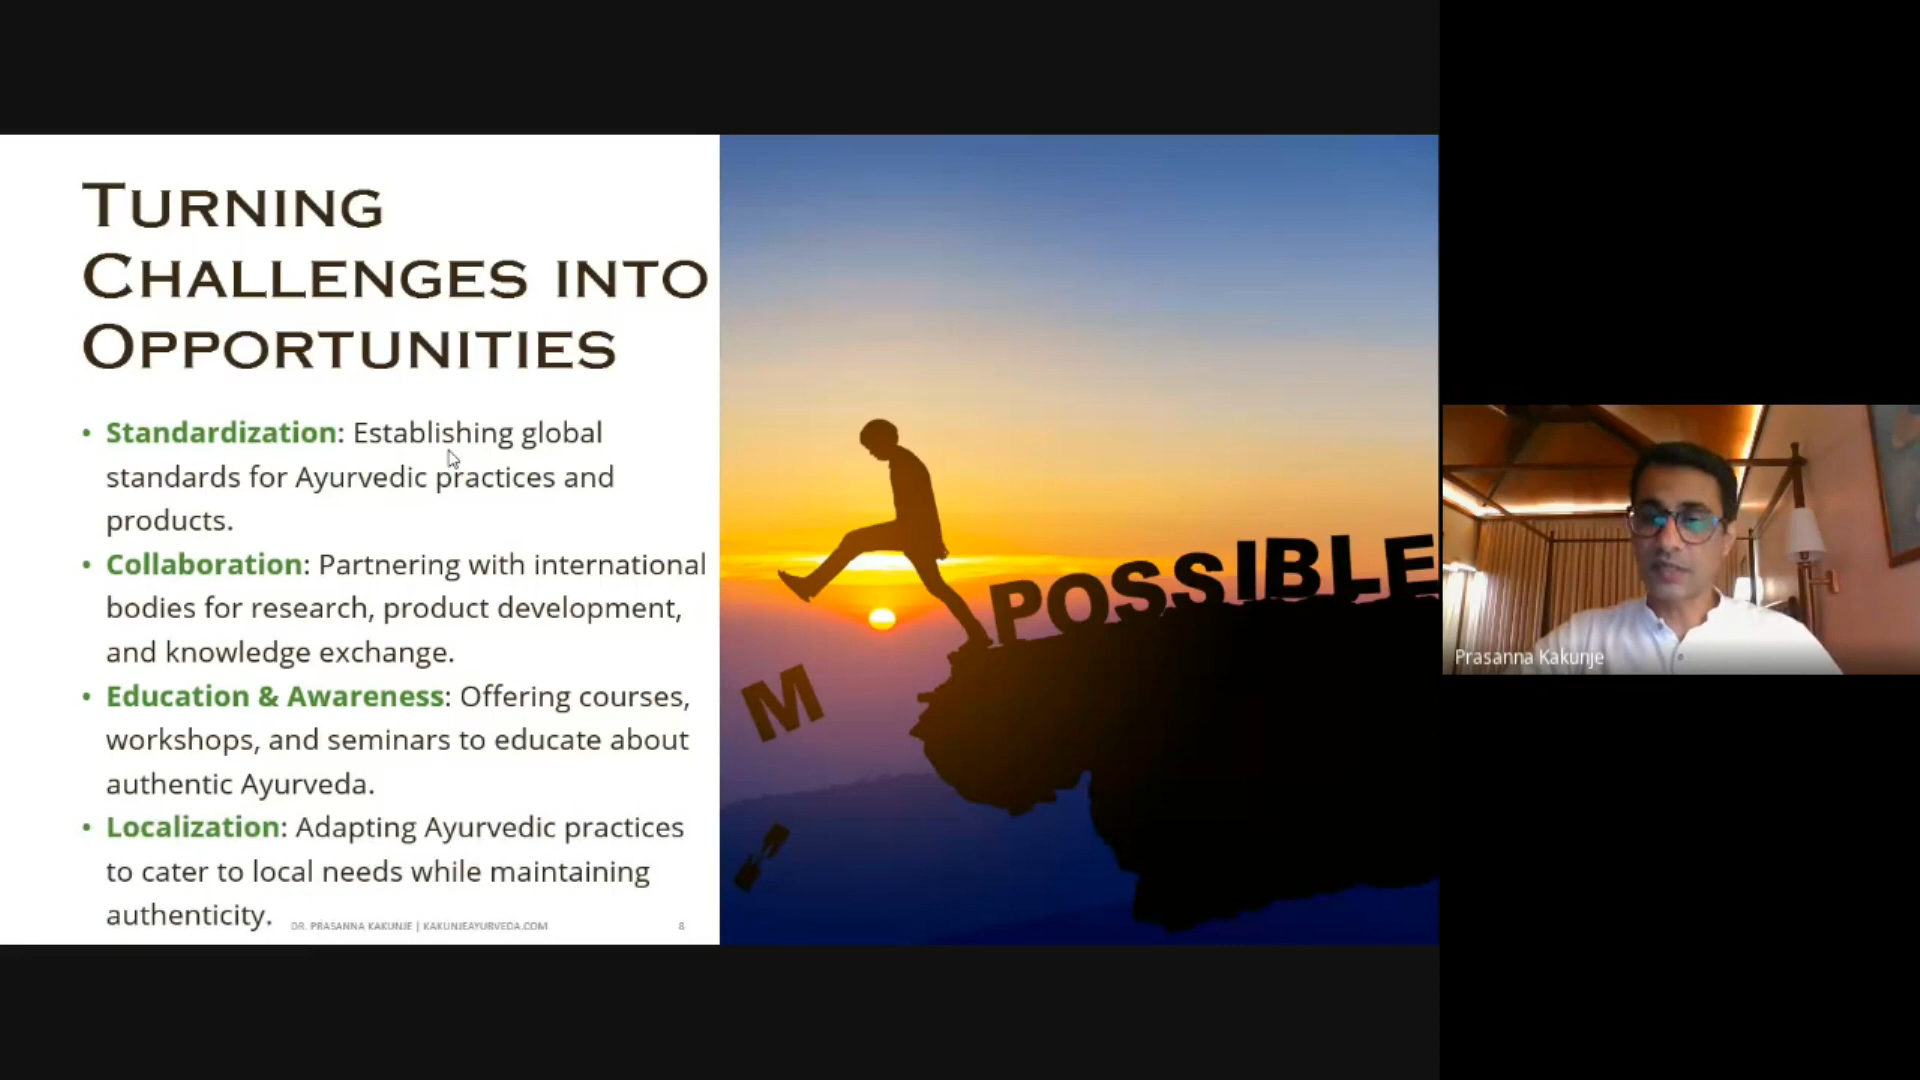 TURNING
CHALLENGES INTO
OPPORTUNITIES
• Standardization: Establishing global
standards for Ayurvedic practices and
products.
• Collaboration: Partnering with international
bodies for research, product development,
and knowledge exchange.
• Education & Awareness: Offering courses,
workshops, and seminars to educate about
authentic Ayurveda.
• Localization: Adapting Ayurvedic practices
to cater to local needs while maintaining
authenticity.
DR. PRASANNA KAKUNJE | KAKUNJEAYURVEDA.COM
8
POSSIBLE
M
I
Prasanna Kakunje